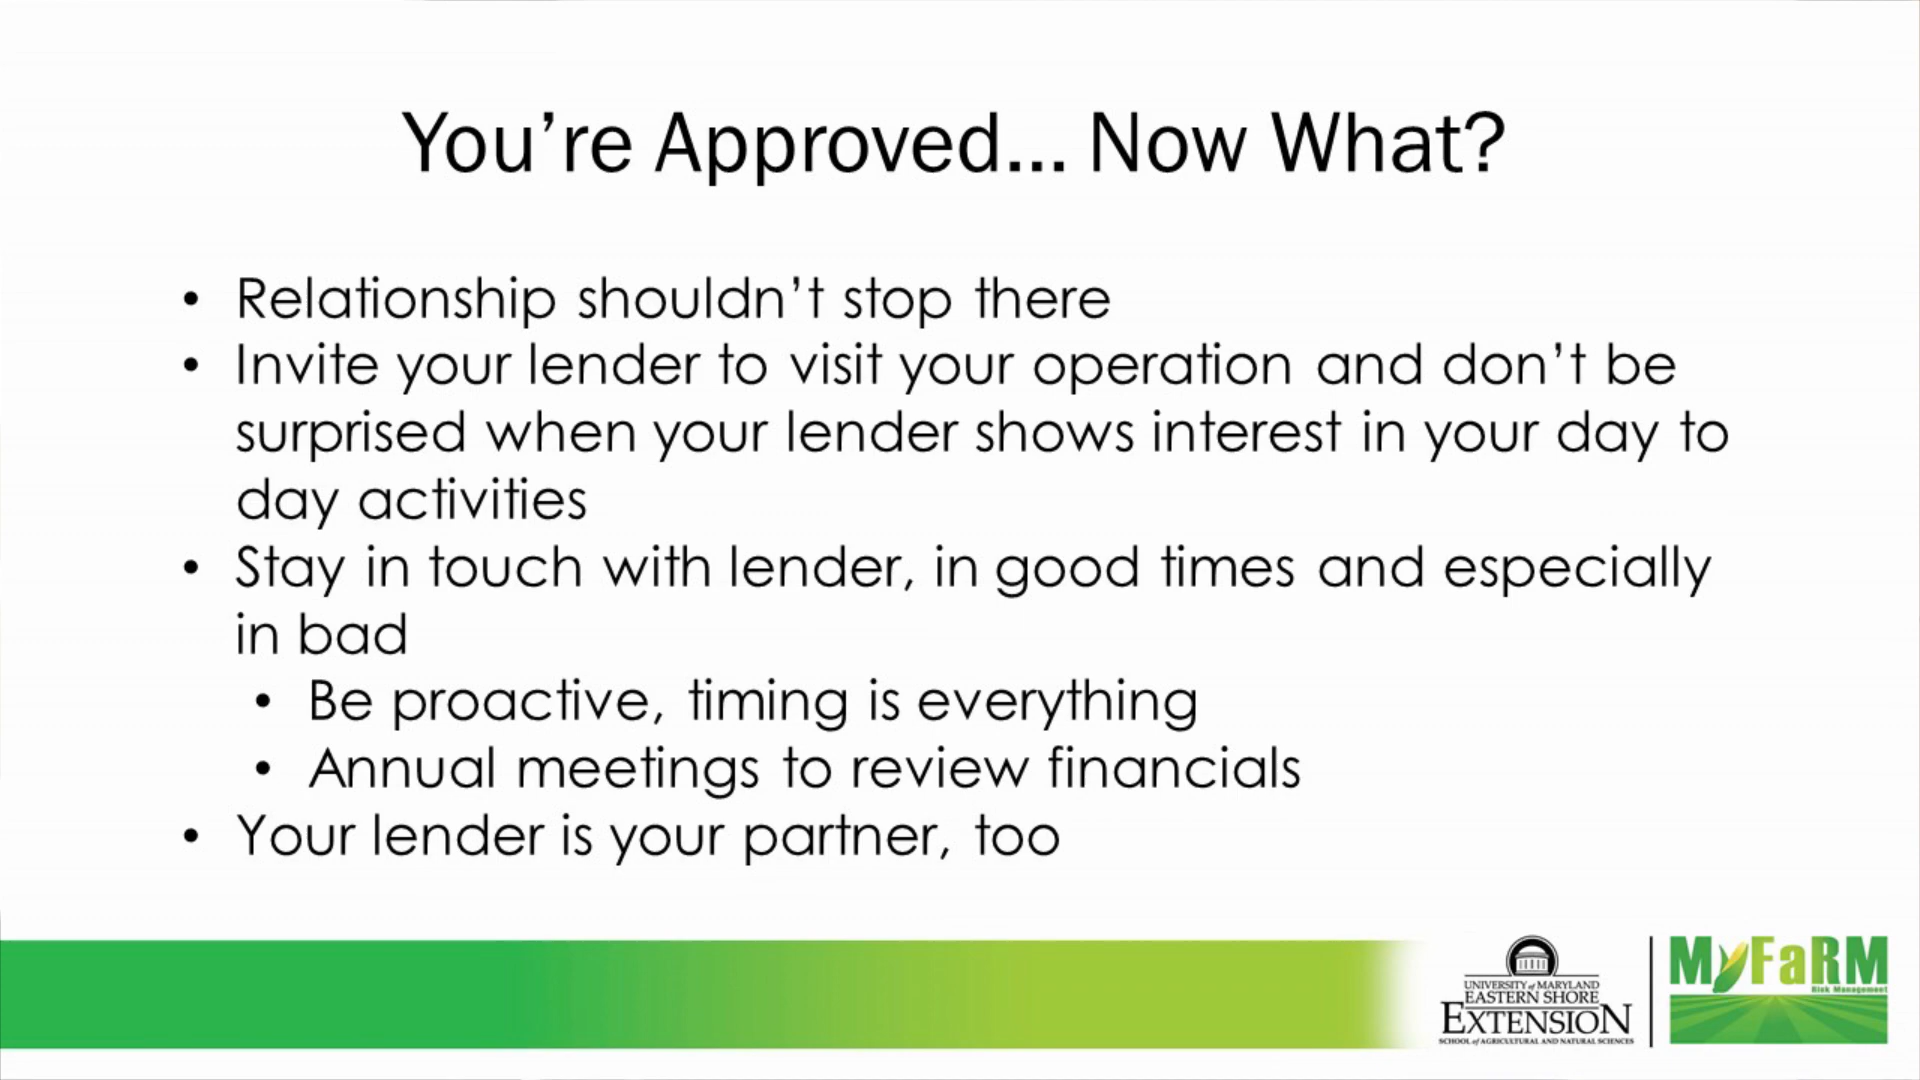 You're Approved... Now What?
• Relationship shouldn't stop there
• Invite your lender to visit your operation and don't be
surprised when your lender shows interest in your day to
day activities
• Stay in touch with lender, in good times and especially
in bad
• Be proactive, timing is everything
• Annual meetings to review financials
• Your lender is your partner, too
UNIVERSITY of MARYLAND
EASTERN SHORE
EXTENSION
SCHOOL of AGRICULTURAL AND NATURAL SCIENCES
MyFaRM
Risk Management